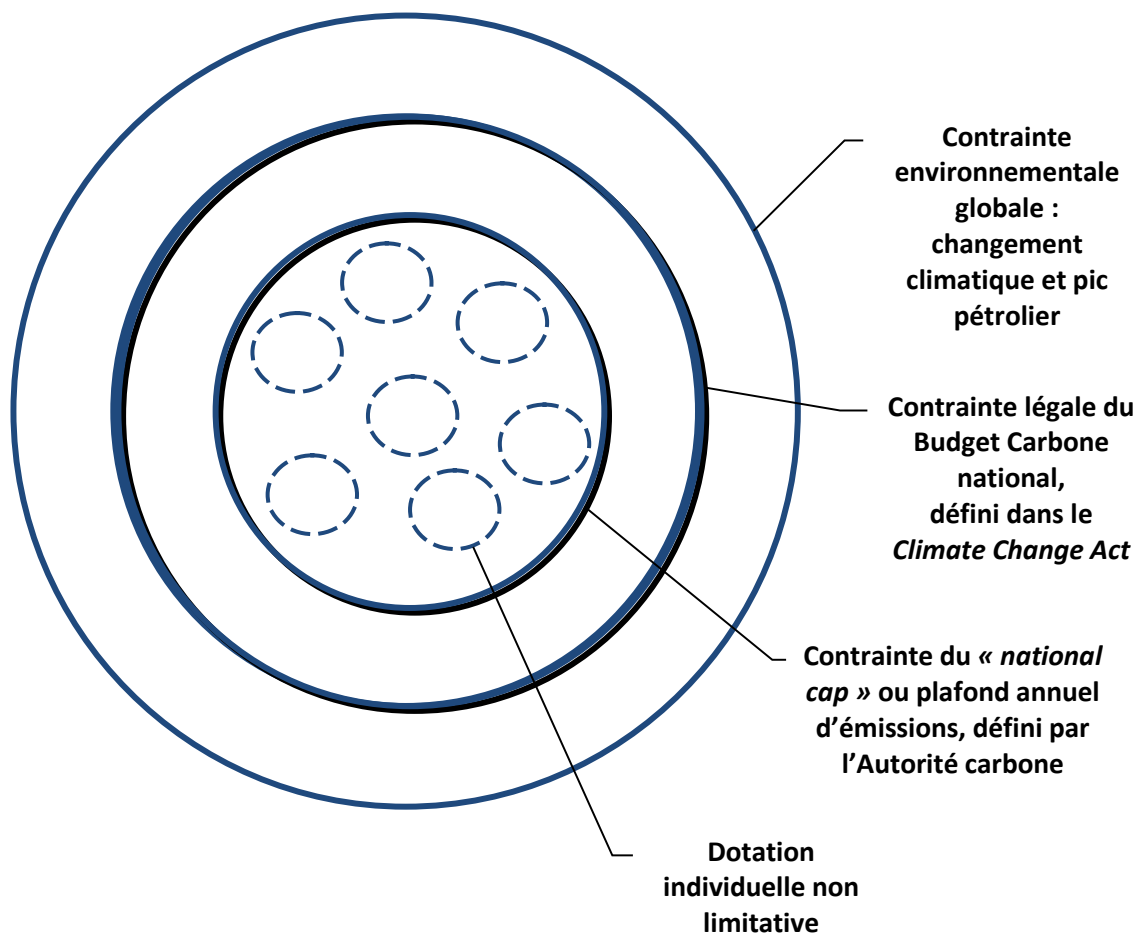 Contrainte
environnementale
globale :
changement
climatique et pic
pétrolier
Contrainte légale du
Budget Carbone
national,
défini dans le
Climate Change Act
Contrainte du « national
cap » ou plafond annuel
d’émissions, défini par
l’Autorité carbone
Dotation
individuelle non
limitative